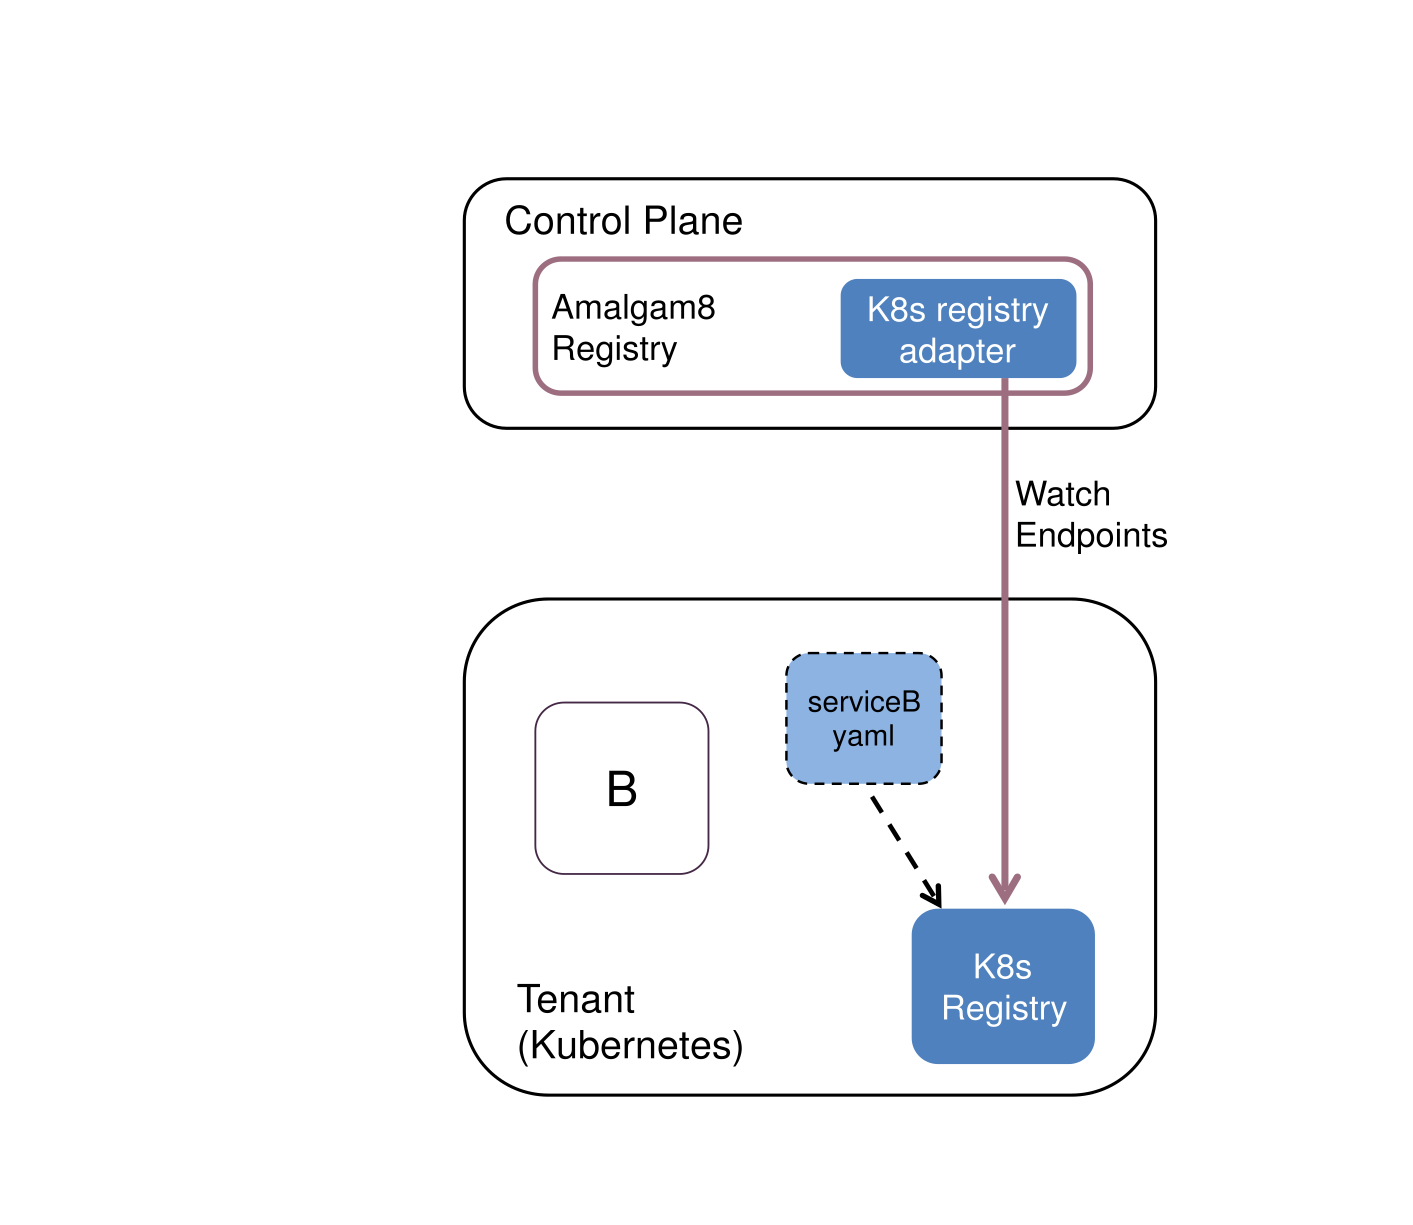 Control Plane
Amalgam8
Registry
K8s registry
adapter
Watch
Endpoints
serviceB
yaml
B
K8s
Registry
Tenant
(Kubernetes)